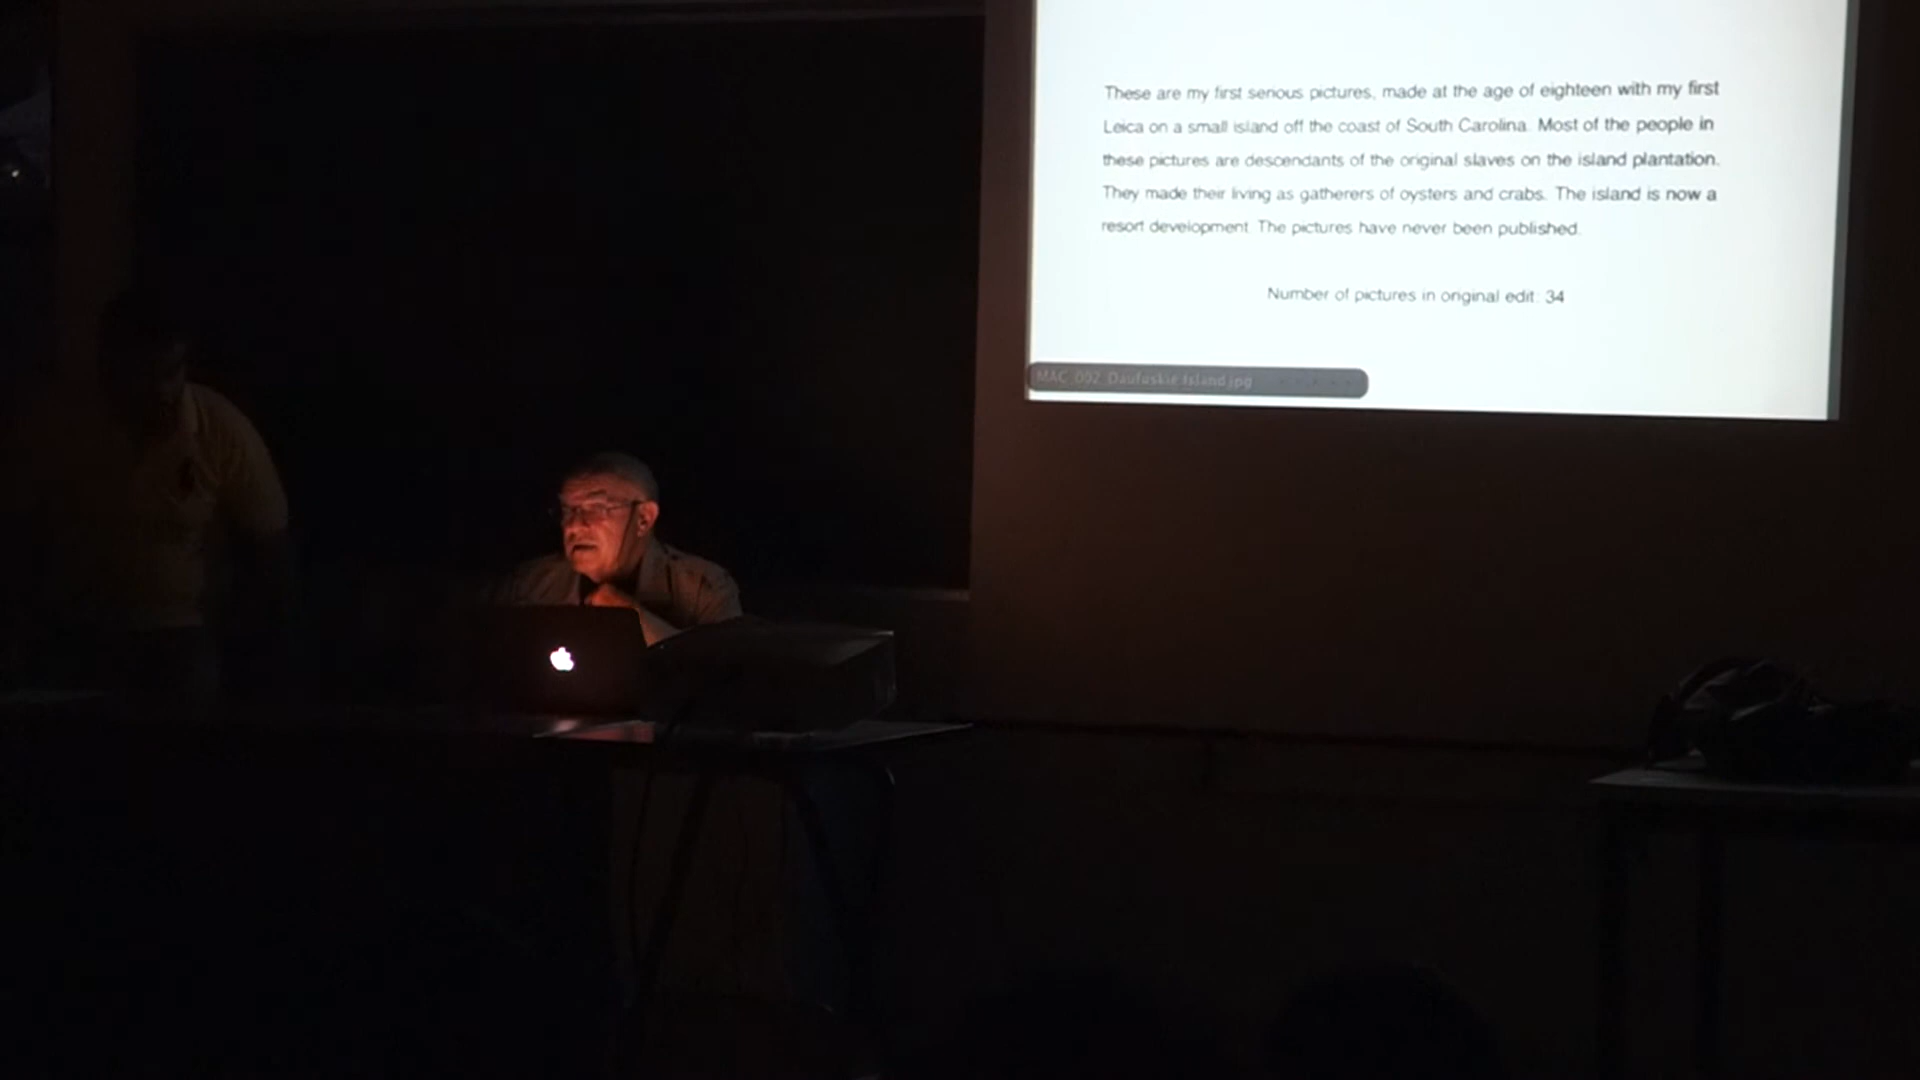 These are my first serious pictures, made at the age of eighteen with my first
Leica on a small island off the coast of South Carolina. Most of the people in
these pictures are descendants of the original slaves on the island plantation.
They made their living as gatherers of oysters and crabs. The island is now a
resort development. The pictures have never been published.
Number of pictures in original edit: 34
MAC_002_Daufuskie Island.jpg